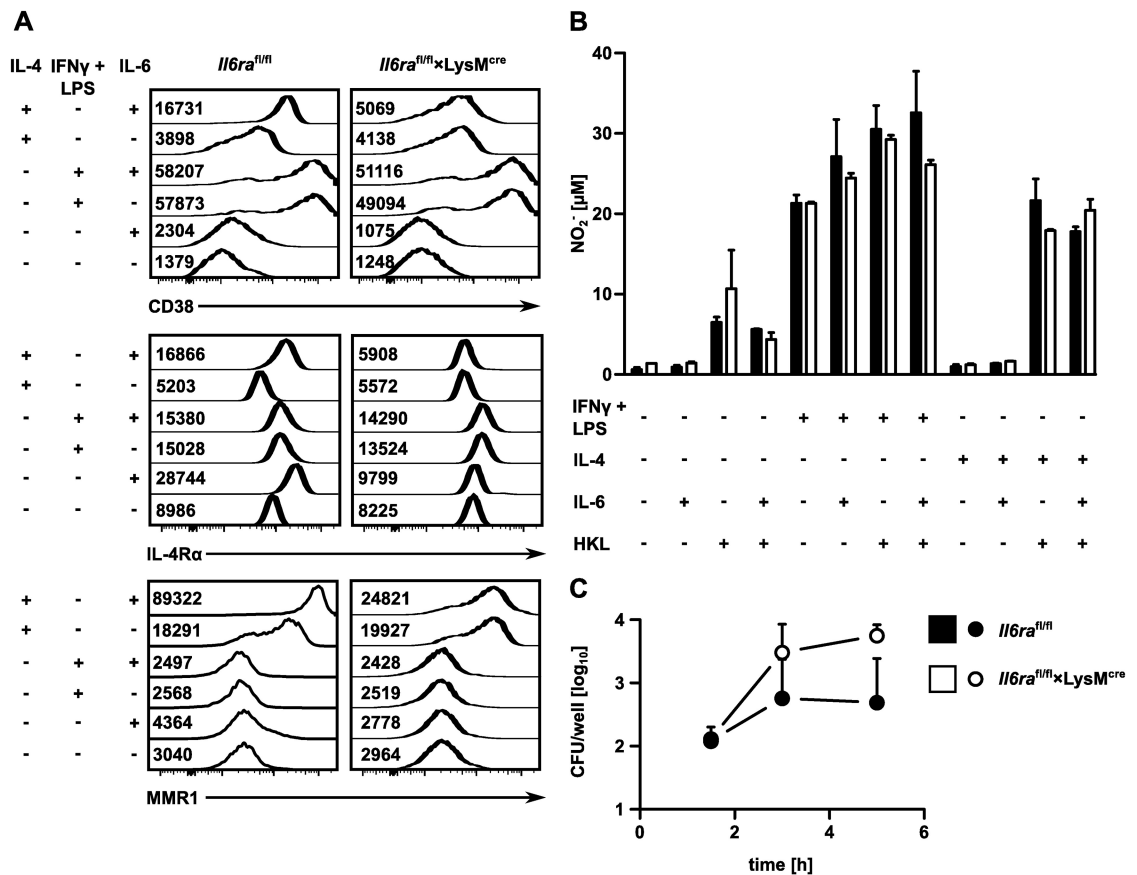 A
IL-4 IFNγ + LPS IL-6 Il6ra^fl/fl Il6ra^fl/fl×LysM^cre
+ - + 16731 5069
+ - - 3898 4138
- + + 58207 51116
- + - 57873 49094
- - + 2304 1075
- - - 1379 1248
CD38
+ - + 16866 5908
+ - - 5203 5572
- + + 15380 14290
- + - 15028 13524
- - + 28744 9799
- - - 8986 8225
IL-4Rα
+ - + 89322 24821
+ - - 18291 19927
- + + 2497 2428
- + - 2568 2519
- - + 4364 2778
- - - 3040 2964
MMR1
B
NO₂⁻ [µM]
40
30
20
10
0
IFNγ + LPS - - - - + + + + - - - -
IL-4 - - - - - - - - + + + +
IL-6 - + - + - + - + - + - +
HKL - - + + - - + + - - + +
C
CFU/well [log₁₀]
4
3
2
1
0 2 4 6
time [h]
Il6ra^fl/fl
Il6ra^fl/fl×LysM^cre